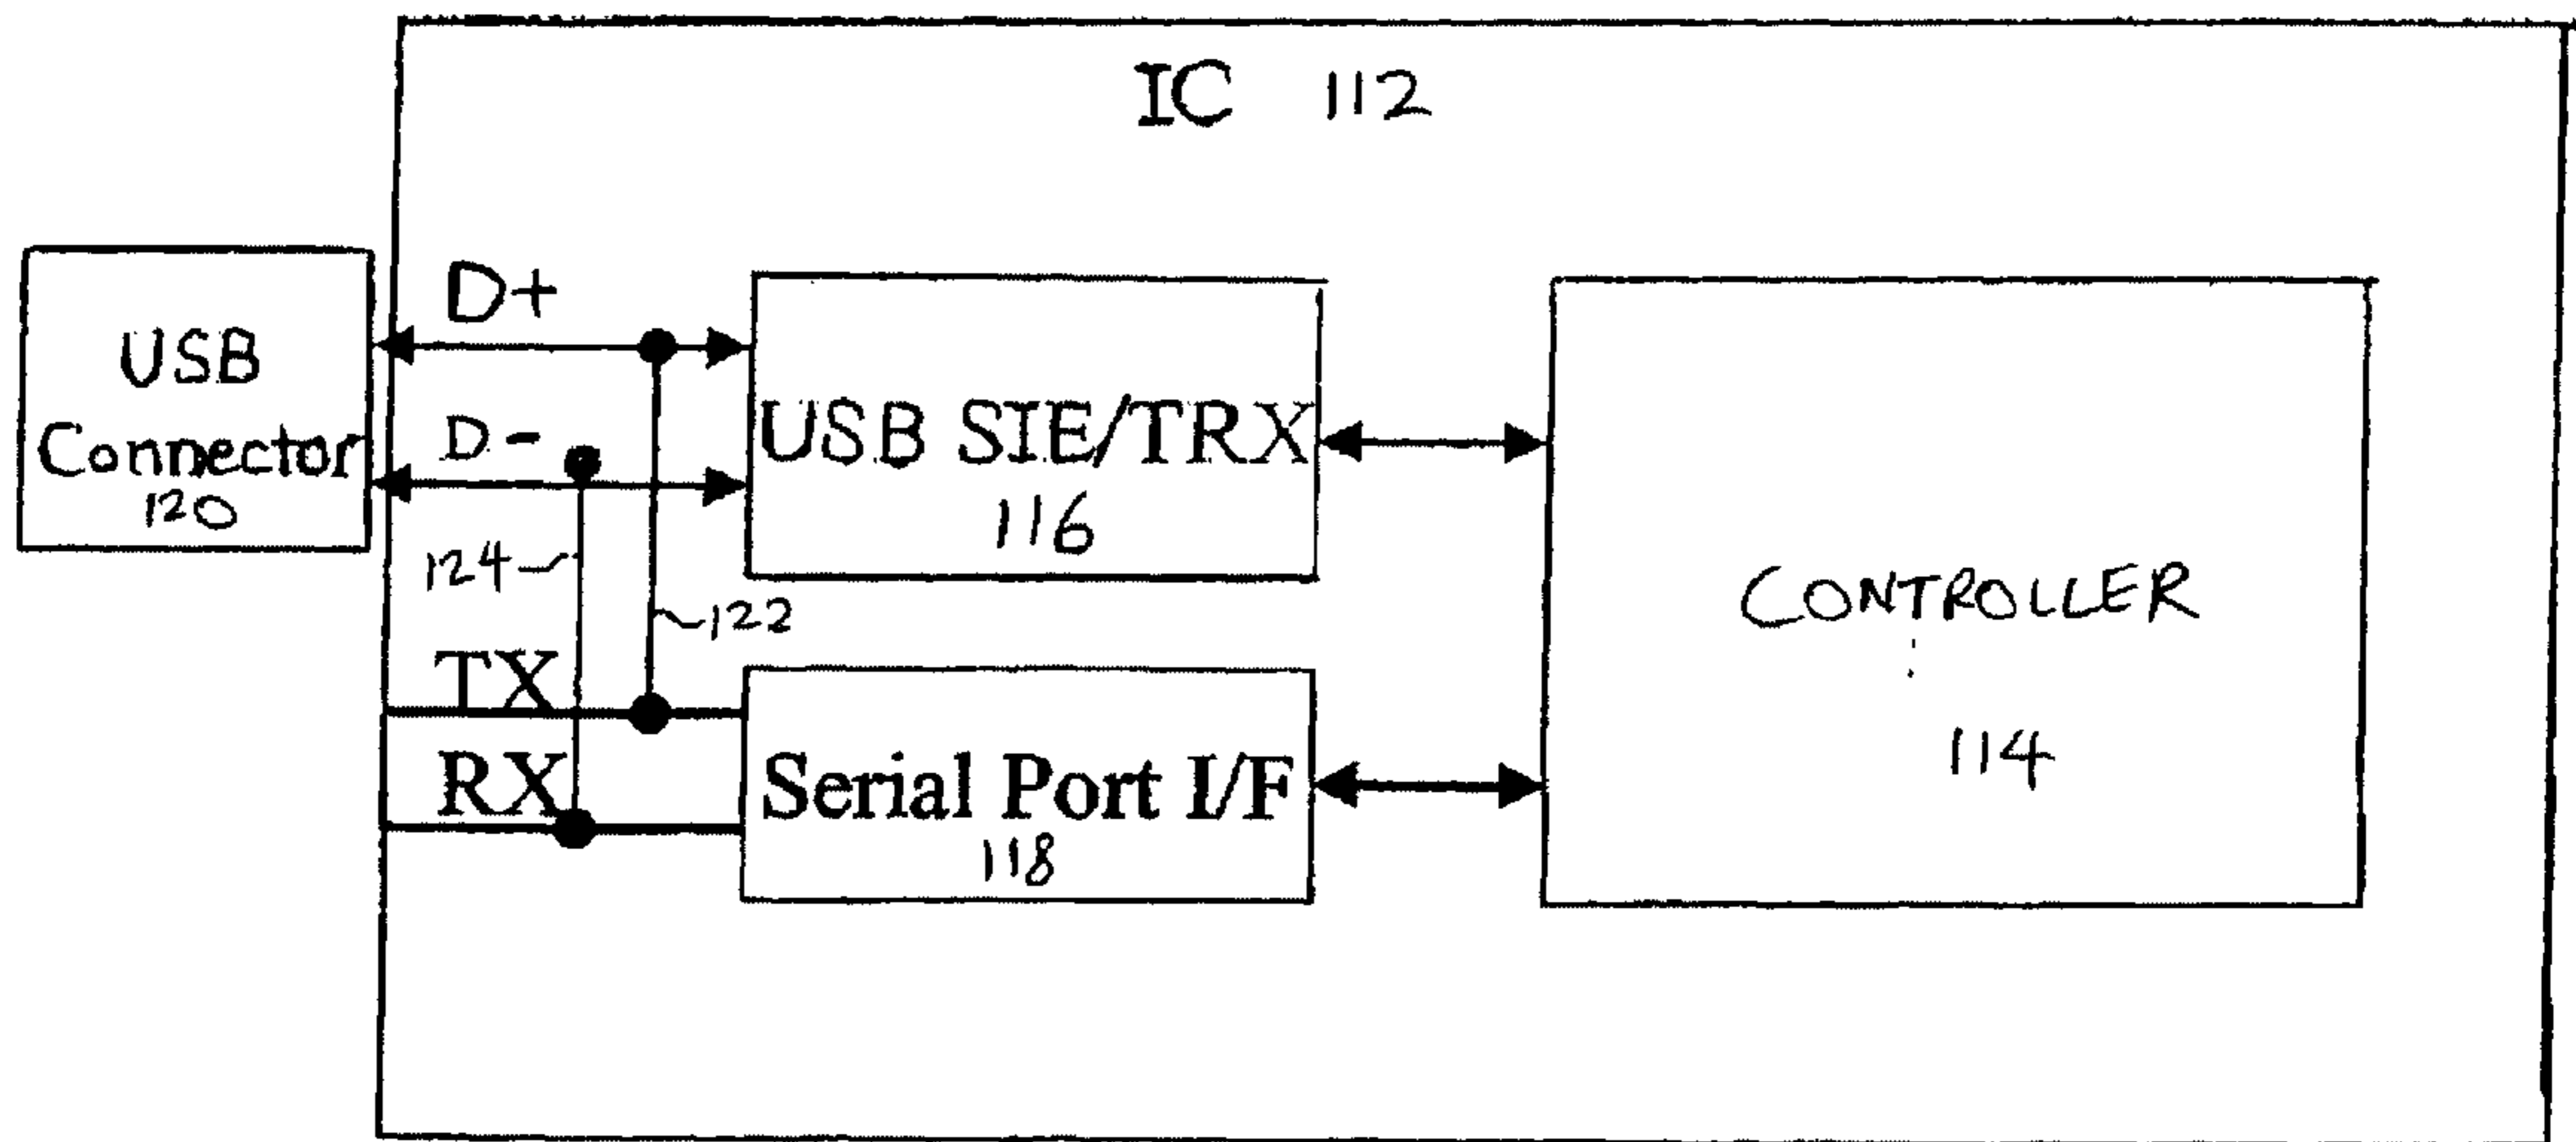 IC 112
USB
Connector
120
D+
D-
USB SIE/TRX
116
124
122
TX
RX
Serial Port I/F
118
CONTROLLER
114